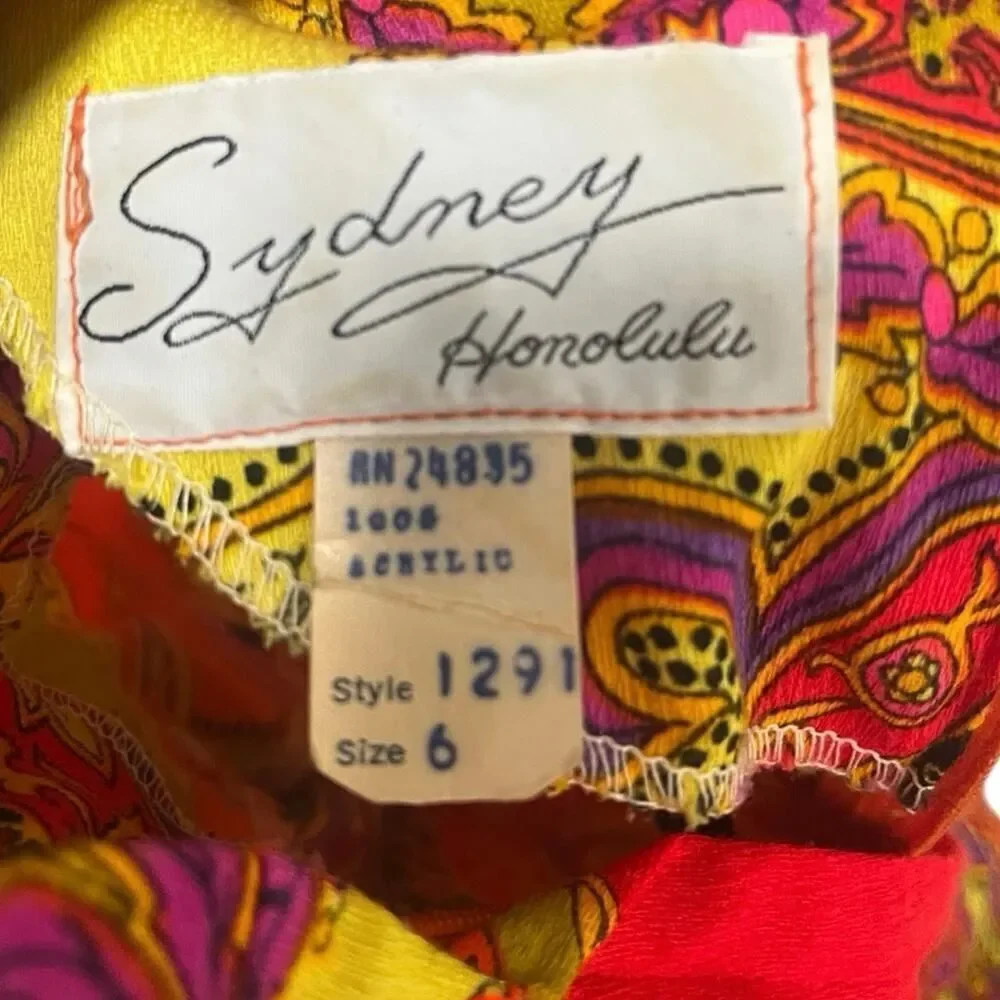 Sydney
Honolulu
RN 24835
100%
ACRYLIC
Style 1291
Size 6